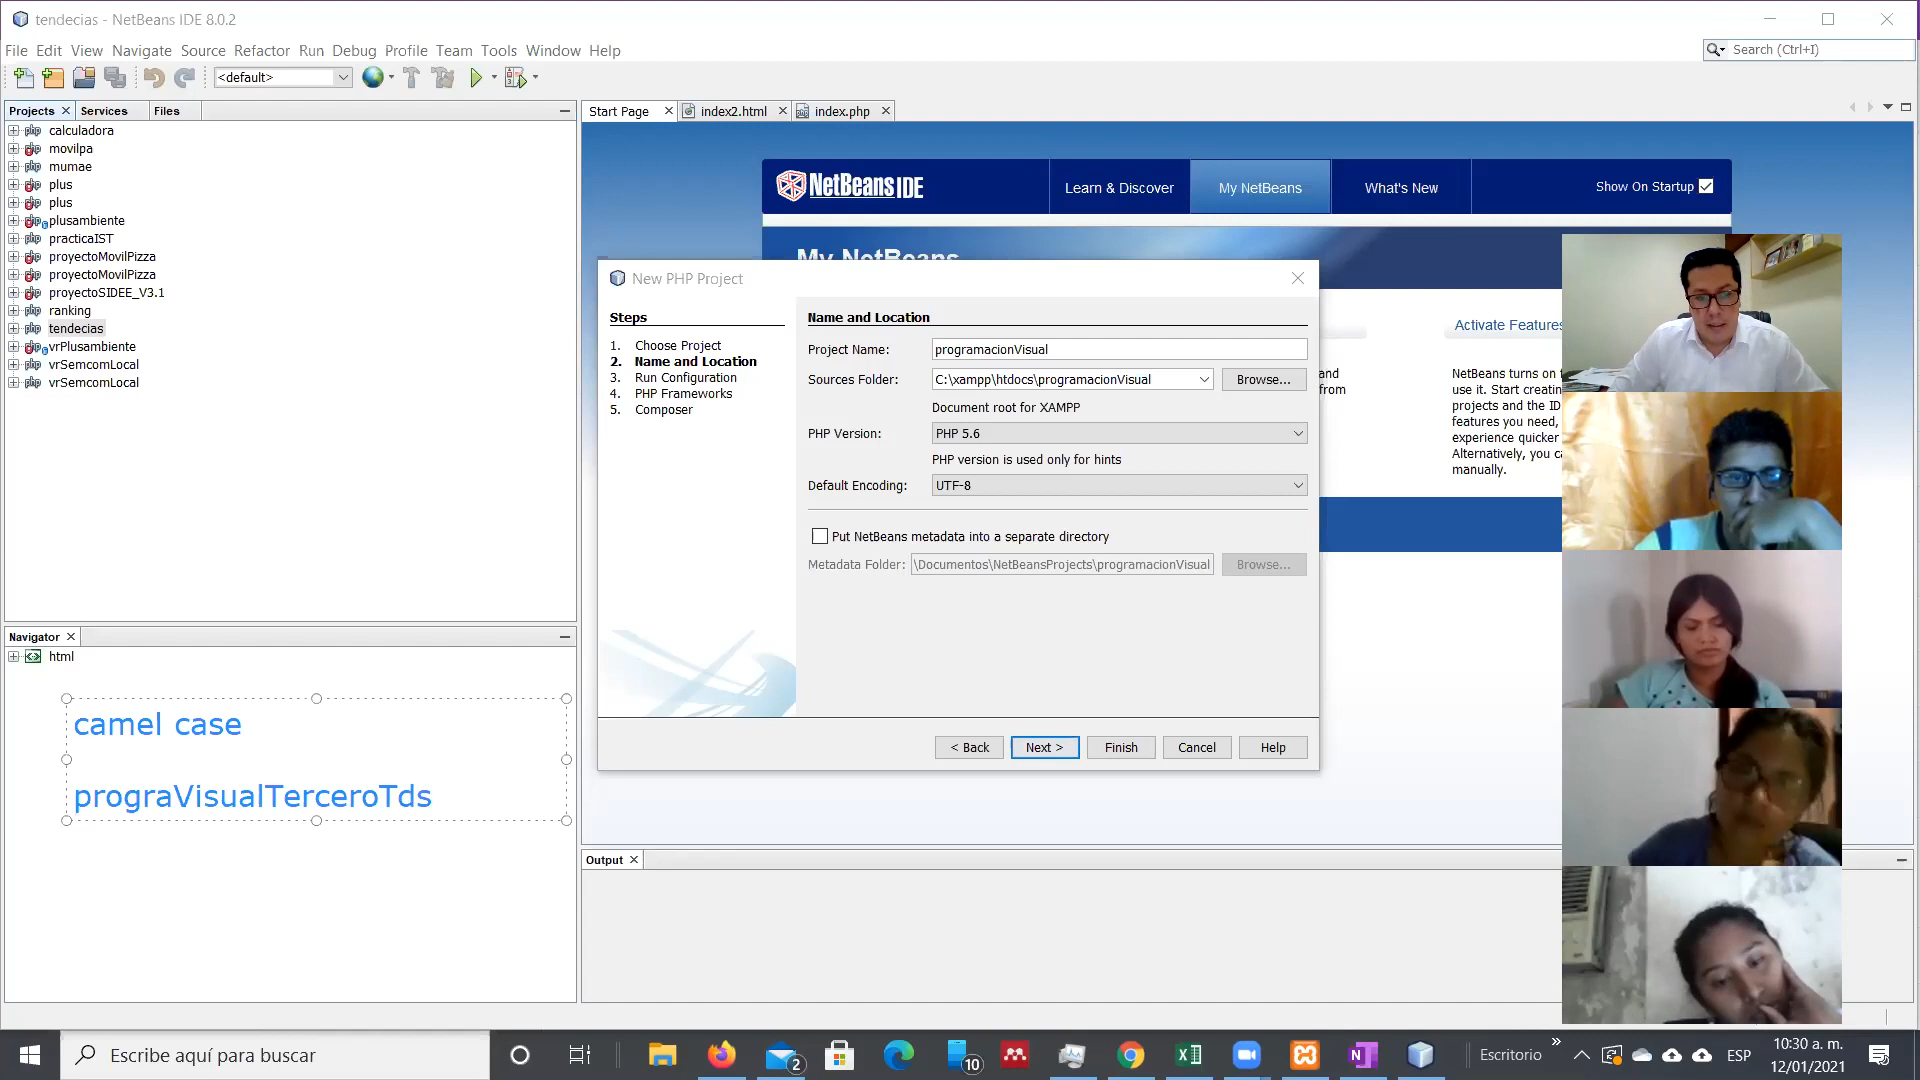 tendecias - NetBeans IDE 8.0.2
File Edit View Navigate Source Refactor Run Debug Profile Team Tools Window Help
Search (Ctrl+I)
<default>
Projects Services Files
calculadora
movilpa
mumae
plus
plus
plusambiente
practicaIST
proyectoMovilPizza
proyectoMovilPizza
proyectoSIDEE_V3.1
ranking
tendecias
vrPlusambiente
vrSemcomLocal
vrSemcomLocal
Navigator
html
camel case
prograVisualTerceroTds
Start Page index2.html index.php
NetBeans IDE
Learn & Discover My NetBeans What's New
Show On Startup
My NetBeans
Activate Features
NetBeans turns on
use it. Start creating
projects and the ID
features you need,
experience quicker
Alternatively, you ca
manually.
and
from
New PHP Project
Steps
1. Choose Project
2. Name and Location
3. Run Configuration
4. PHP Frameworks
5. Composer
Name and Location
Project Name: programacionVisual
Sources Folder: C:\xampp\htdocs\programacionVisual Browse...
Document root for XAMPP
PHP Version: PHP 5.6
PHP version is used only for hints
Default Encoding: UTF-8
Put NetBeans metadata into a separate directory
Metadata Folder: \Documentos\NetBeansProjects\programacionVisual Browse...
< Back Next > Finish Cancel Help
Output
Escribe aquí para buscar
2
10
Escritorio
ESP
10:30 a. m.
12/01/2021